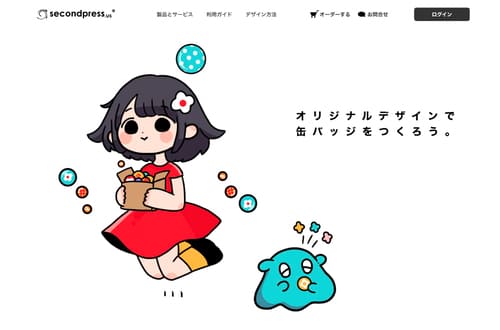 secondpress.us®
製品とサービス 利用ガイド デザイン方法 オーダーする お問合せ ログイン
オリジナルデザインで
缶バッジをつくろう。